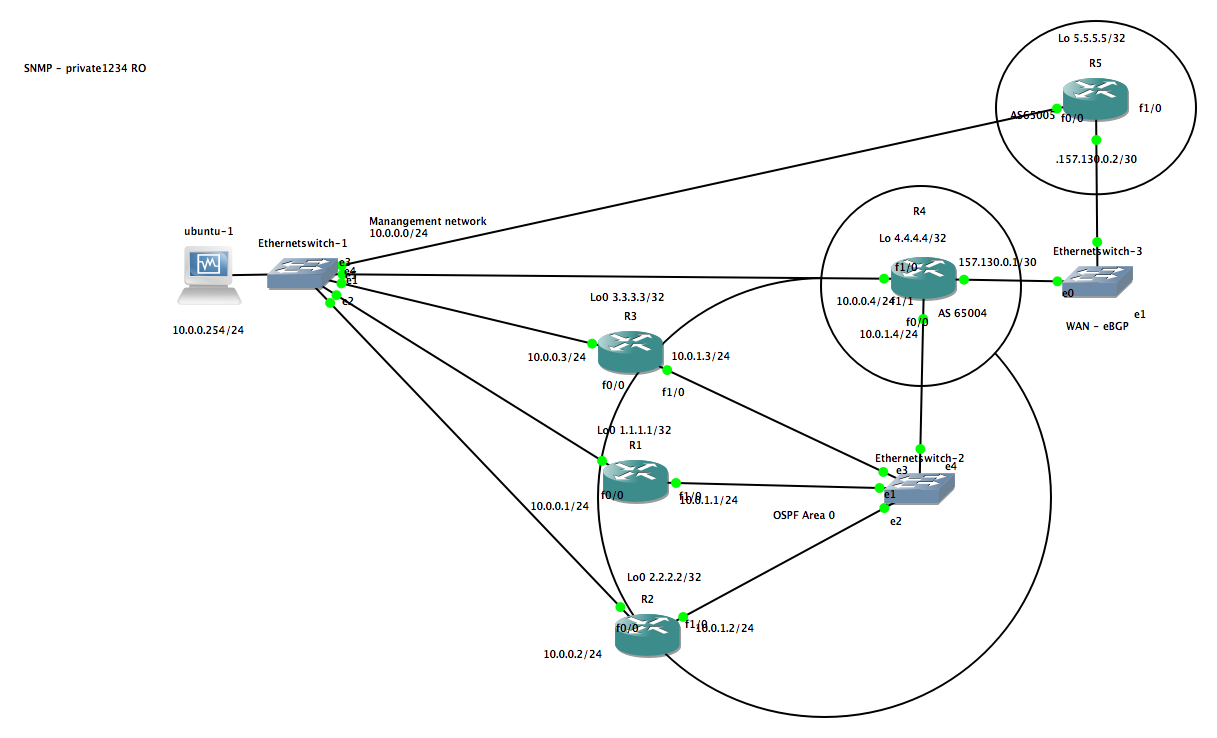 SNMP - private1234 RO
Lo 5.5.5.5/32
R5
AS65005
f0/0
f1/0
.157.130.0.2/30
Manangement network
10.0.0.0/24
ubuntu-1
Ethernetswitch-1
e3
e4
e1
e2
10.0.0.254/24
R4
Lo 4.4.4.4/32
f1/0
157.130.0.1/30
10.0.0.4/24
f1/1
AS 65004
f0/0
10.0.1.4/24
Ethernetswitch-3
e0
e1
WAN - eBGP
Lo0 3.3.3.3/32
R3
10.0.0.3/24
10.0.1.3/24
f0/0
f1/0
Lo0 1.1.1.1/32
R1
f0/0
f1/0
10.0.1.1/24
10.0.0.1/24
Ethernetswitch-2
e3
e4
e1
e2
OSPF Area 0
Lo0 2.2.2.2/32
R2
f0/0
f1/0
10.0.1.2/24
10.0.0.2/24